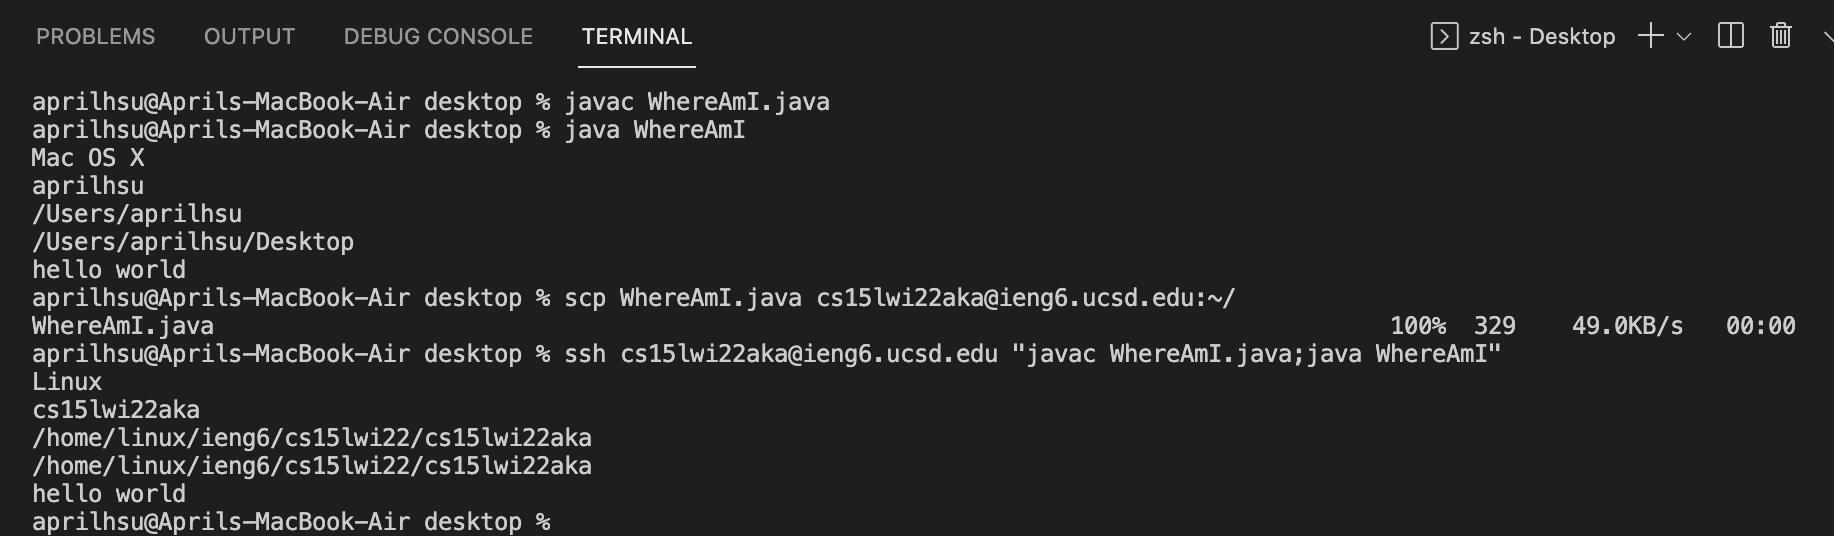 PROBLEMS OUTPUT DEBUG CONSOLE TERMINAL zsh - Desktop
aprilhsu@Aprils-MacBook-Air desktop % javac WhereAmI.java
aprilhsu@Aprils-MacBook-Air desktop % java WhereAmI
Mac OS X
aprilhsu
/Users/aprilhsu
/Users/aprilhsu/Desktop
hello world
aprilhsu@Aprils-MacBook-Air desktop % scp WhereAmI.java cs15lwi22aka@ieng6.ucsd.edu:~/
WhereAmI.java 100% 329 49.0KB/s 00:00
aprilhsu@Aprils-MacBook-Air desktop % ssh cs15lwi22aka@ieng6.ucsd.edu "javac WhereAmI.java;java WhereAmI"
Linux
cs15lwi22aka
/home/linux/ieng6/cs15lwi22/cs15lwi22aka
/home/linux/ieng6/cs15lwi22/cs15lwi22aka
hello world
aprilhsu@Aprils-MacBook-Air desktop %